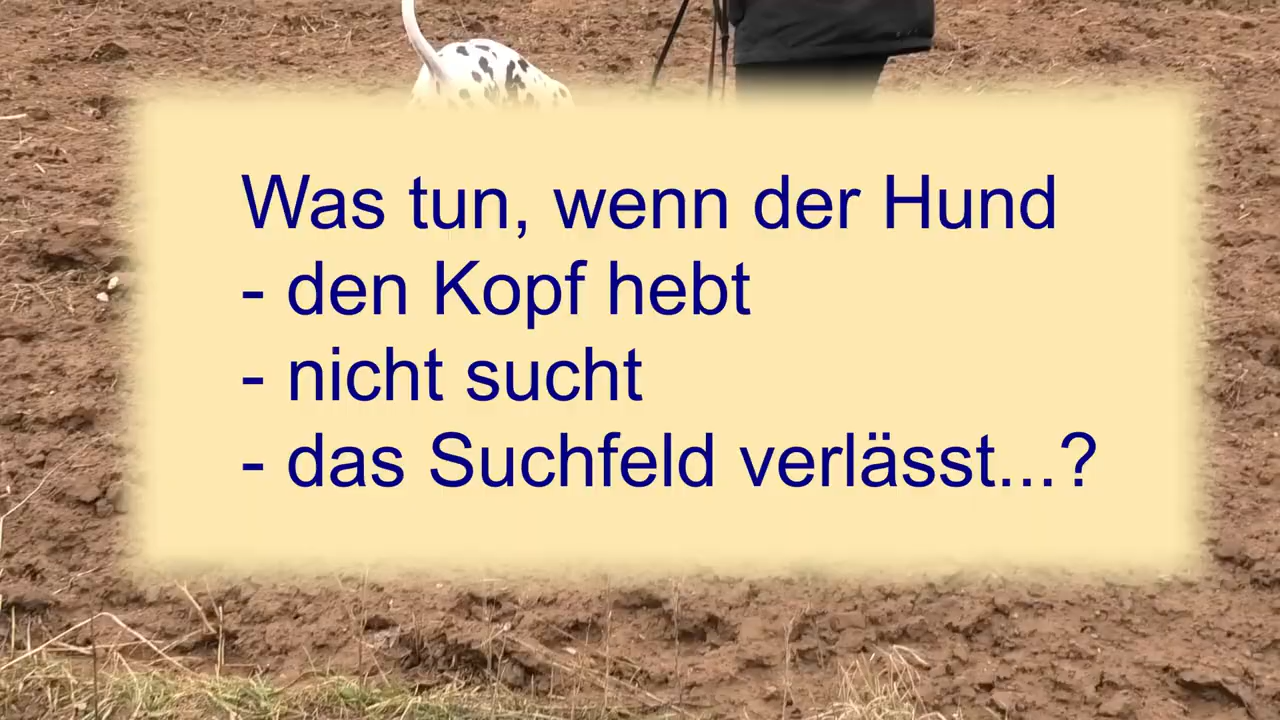 Was tun, wenn der Hund
- den Kopf hebt
- nicht sucht
- das Suchfeld verlässt...?